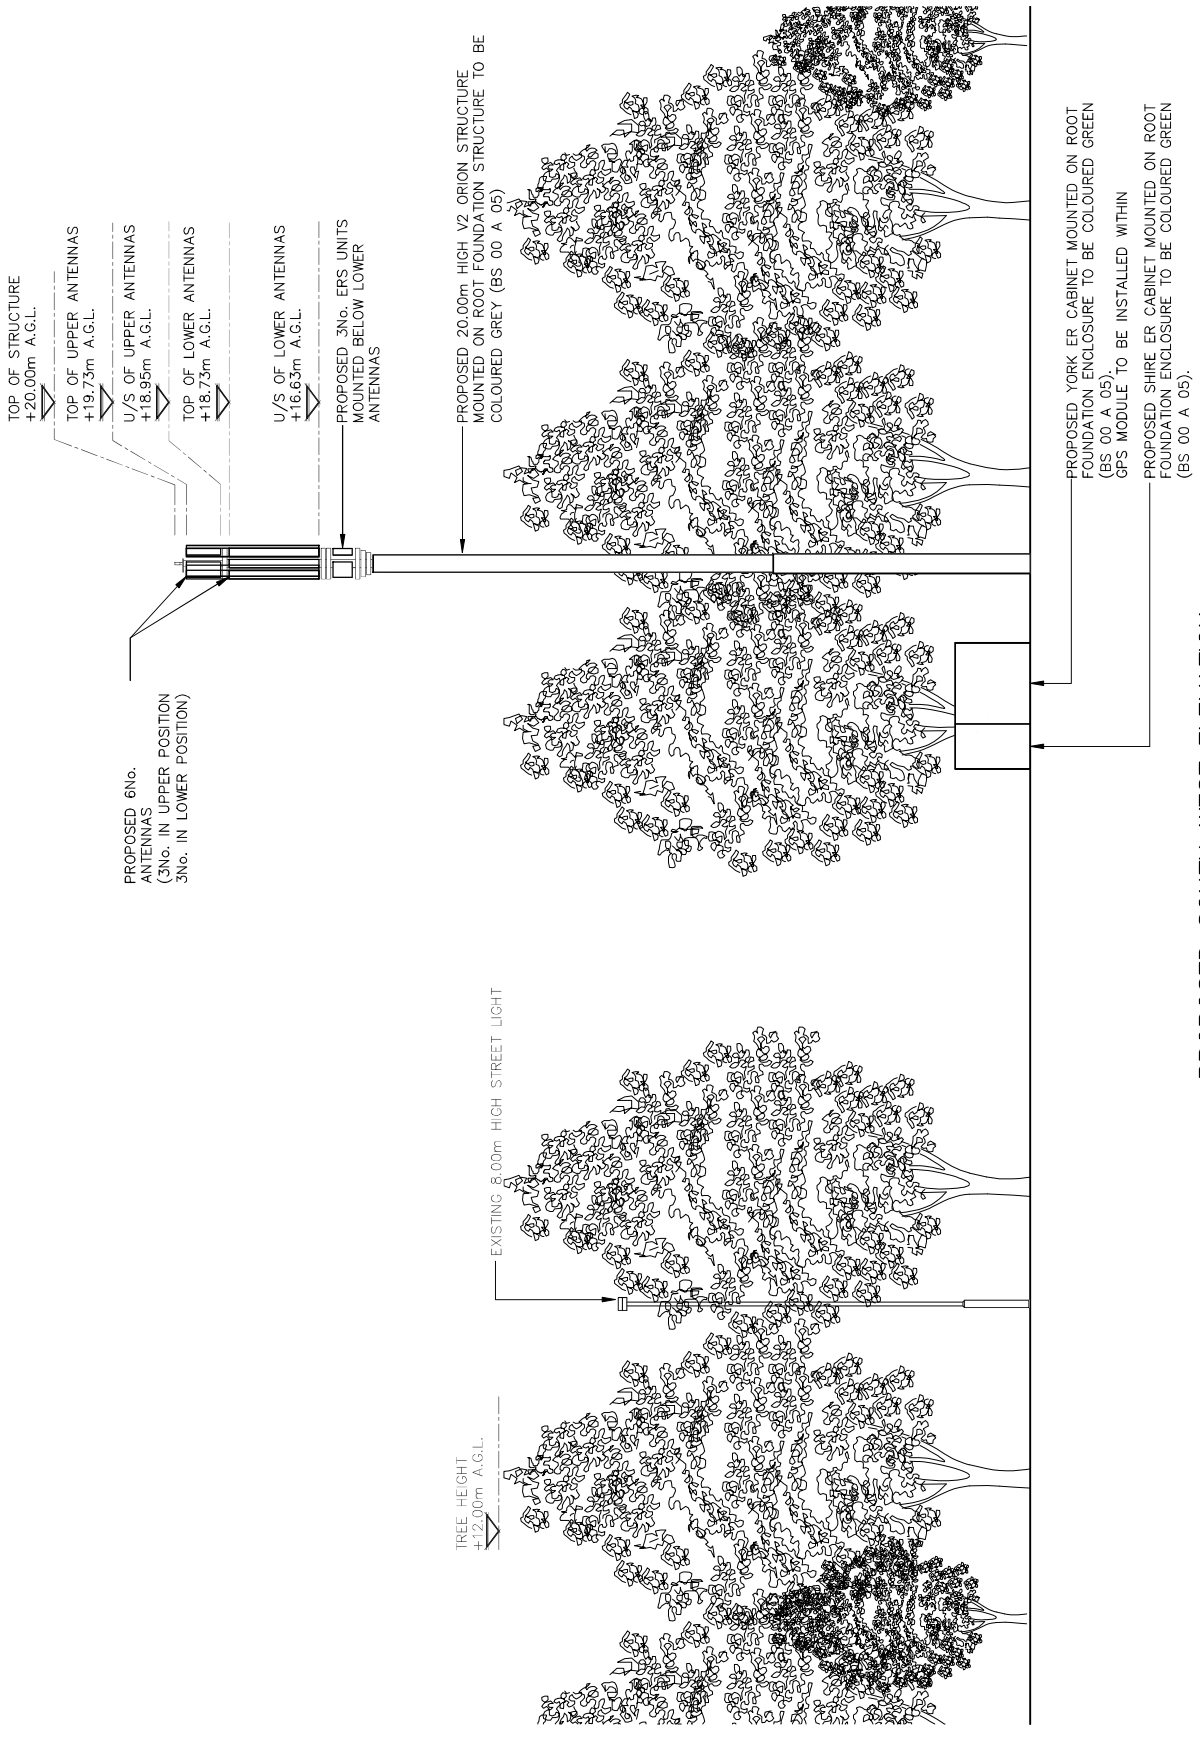 TOP OF STRUCTURE
+20.00m A.G.L.
TOP OF UPPER ANTENNAS
+19.73m A.G.L.
U/S OF UPPER ANTENNAS
+18.95m A.G.L.
TOP OF LOWER ANTENNAS
+18.73m A.G.L.
U/S OF LOWER ANTENNAS
+16.63m A.G.L.
PROPOSED 3No. ERS UNITS
MOUNTED BELOW LOWER
ANTENNAS
PROPOSED 20.00m HIGH V2 ORION STRUCTURE
MOUNTED ON ROOT FOUNDATION STRUCTURE TO BE
COLOURED GREY (BS 00 A 05)
PROPOSED 6No.
ANTENNAS
(3No. IN UPPER POSITION
3No. IN LOWER POSITION)
EXISTING 8.00m HIGH STREET LIGHT
TREE HEIGHT
+12.00m A.G.L.
PROPOSED YORK ER CABINET MOUNTED ON ROOT
FOUNDATION ENCLOSURE TO BE COLOURED GREEN
(BS 00 A 05).
GPS MODULE TO BE INSTALLED WITHIN
PROPOSED SHIRE ER CABINET MOUNTED ON ROOT
FOUNDATION ENCLOSURE TO BE COLOURED GREEN
(BS 00 A 05).